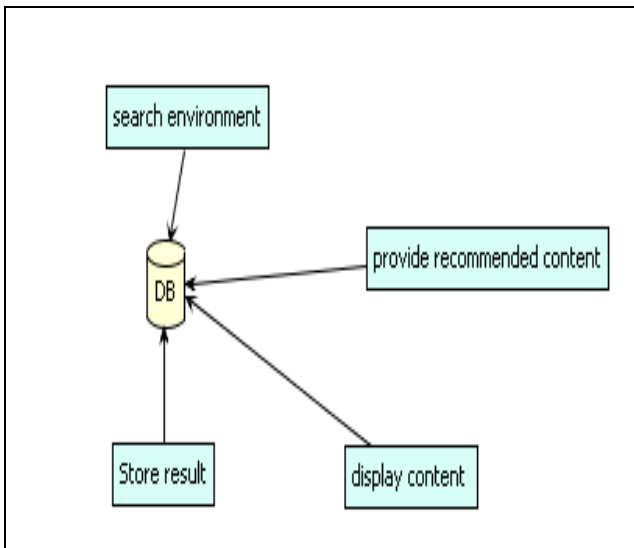 search environment
provide recommended content
DB
Store result
display content